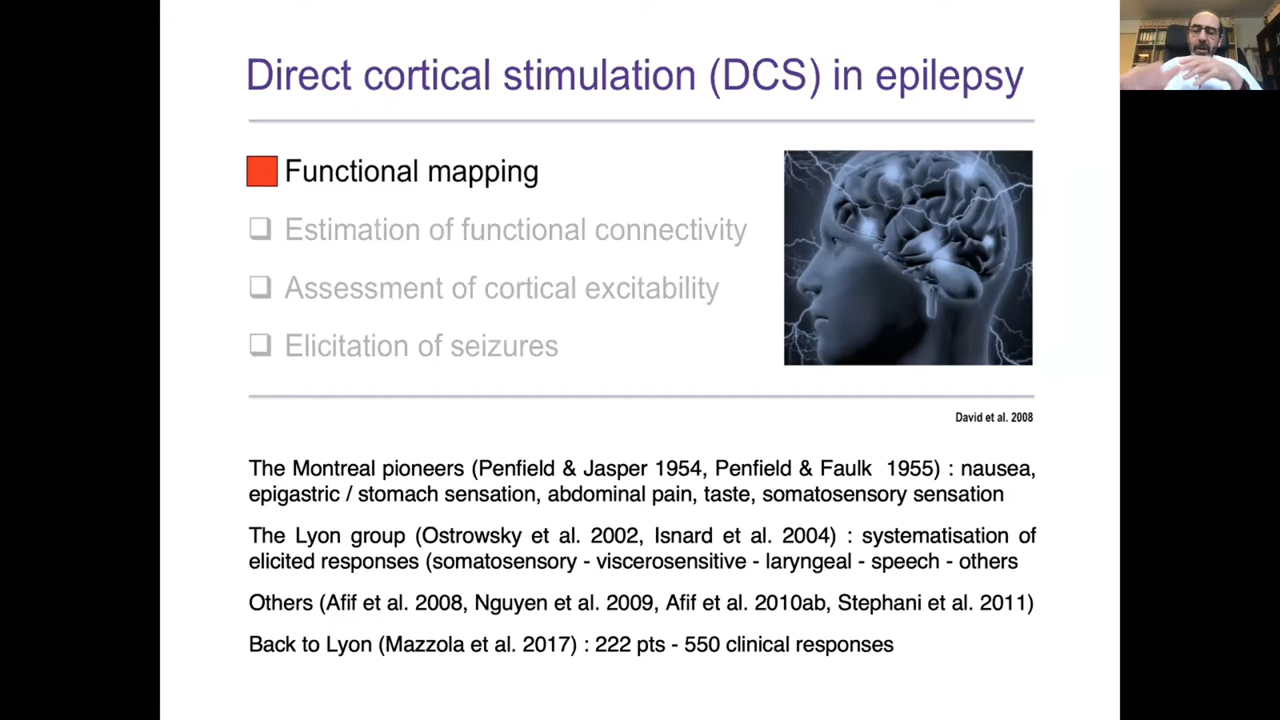 Direct cortical stimulation (DCS) in epilepsy
Functional mapping
Estimation of functional connectivity
Assessment of cortical excitability
Elicitation of seizures
David et al. 2008
The Montreal pioneers (Penfield & Jasper 1954, Penfield & Faulk 1955) : nausea,
epigastric / stomach sensation, abdominal pain, taste, somatosensory sensation
The Lyon group (Ostrowsky et al. 2002, Isnard et al. 2004) : systematisation of
elicited responses (somatosensory - viscerosensitive - laryngeal - speech - others
Others (Afif et al. 2008, Nguyen et al. 2009, Afif et al. 2010ab, Stephani et al. 2011)
Back to Lyon (Mazzola et al. 2017) : 222 pts - 550 clinical responses